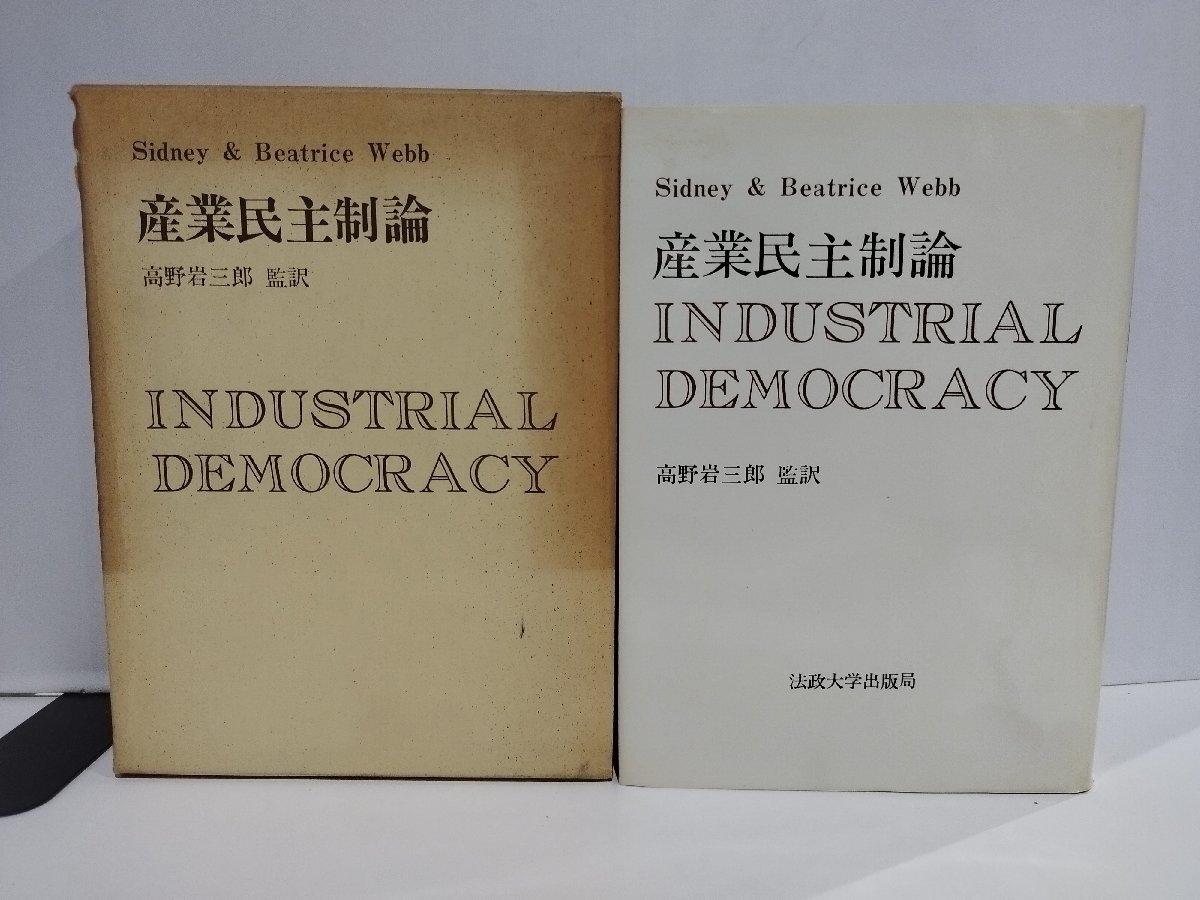 Sidney & Beatrice Webb
産業民主制論
高野岩三郎 監訳
INDUSTRIAL
DEMOCRACY
Sidney & Beatrice Webb
産業民主制論
INDUSTRIAL
DEMOCRACY
高野岩三郎 監訳
法政大学出版局